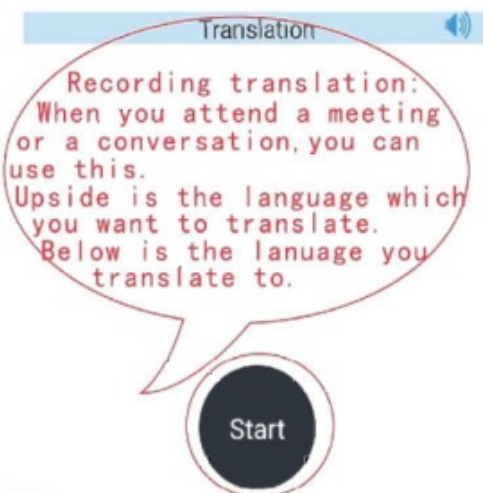 Translation
Recording translation:
When you attend a meeting
or a conversation, you can
use this.
Upside is the language which
you want to translate.
Below is the lanuage you
translate to.
Start